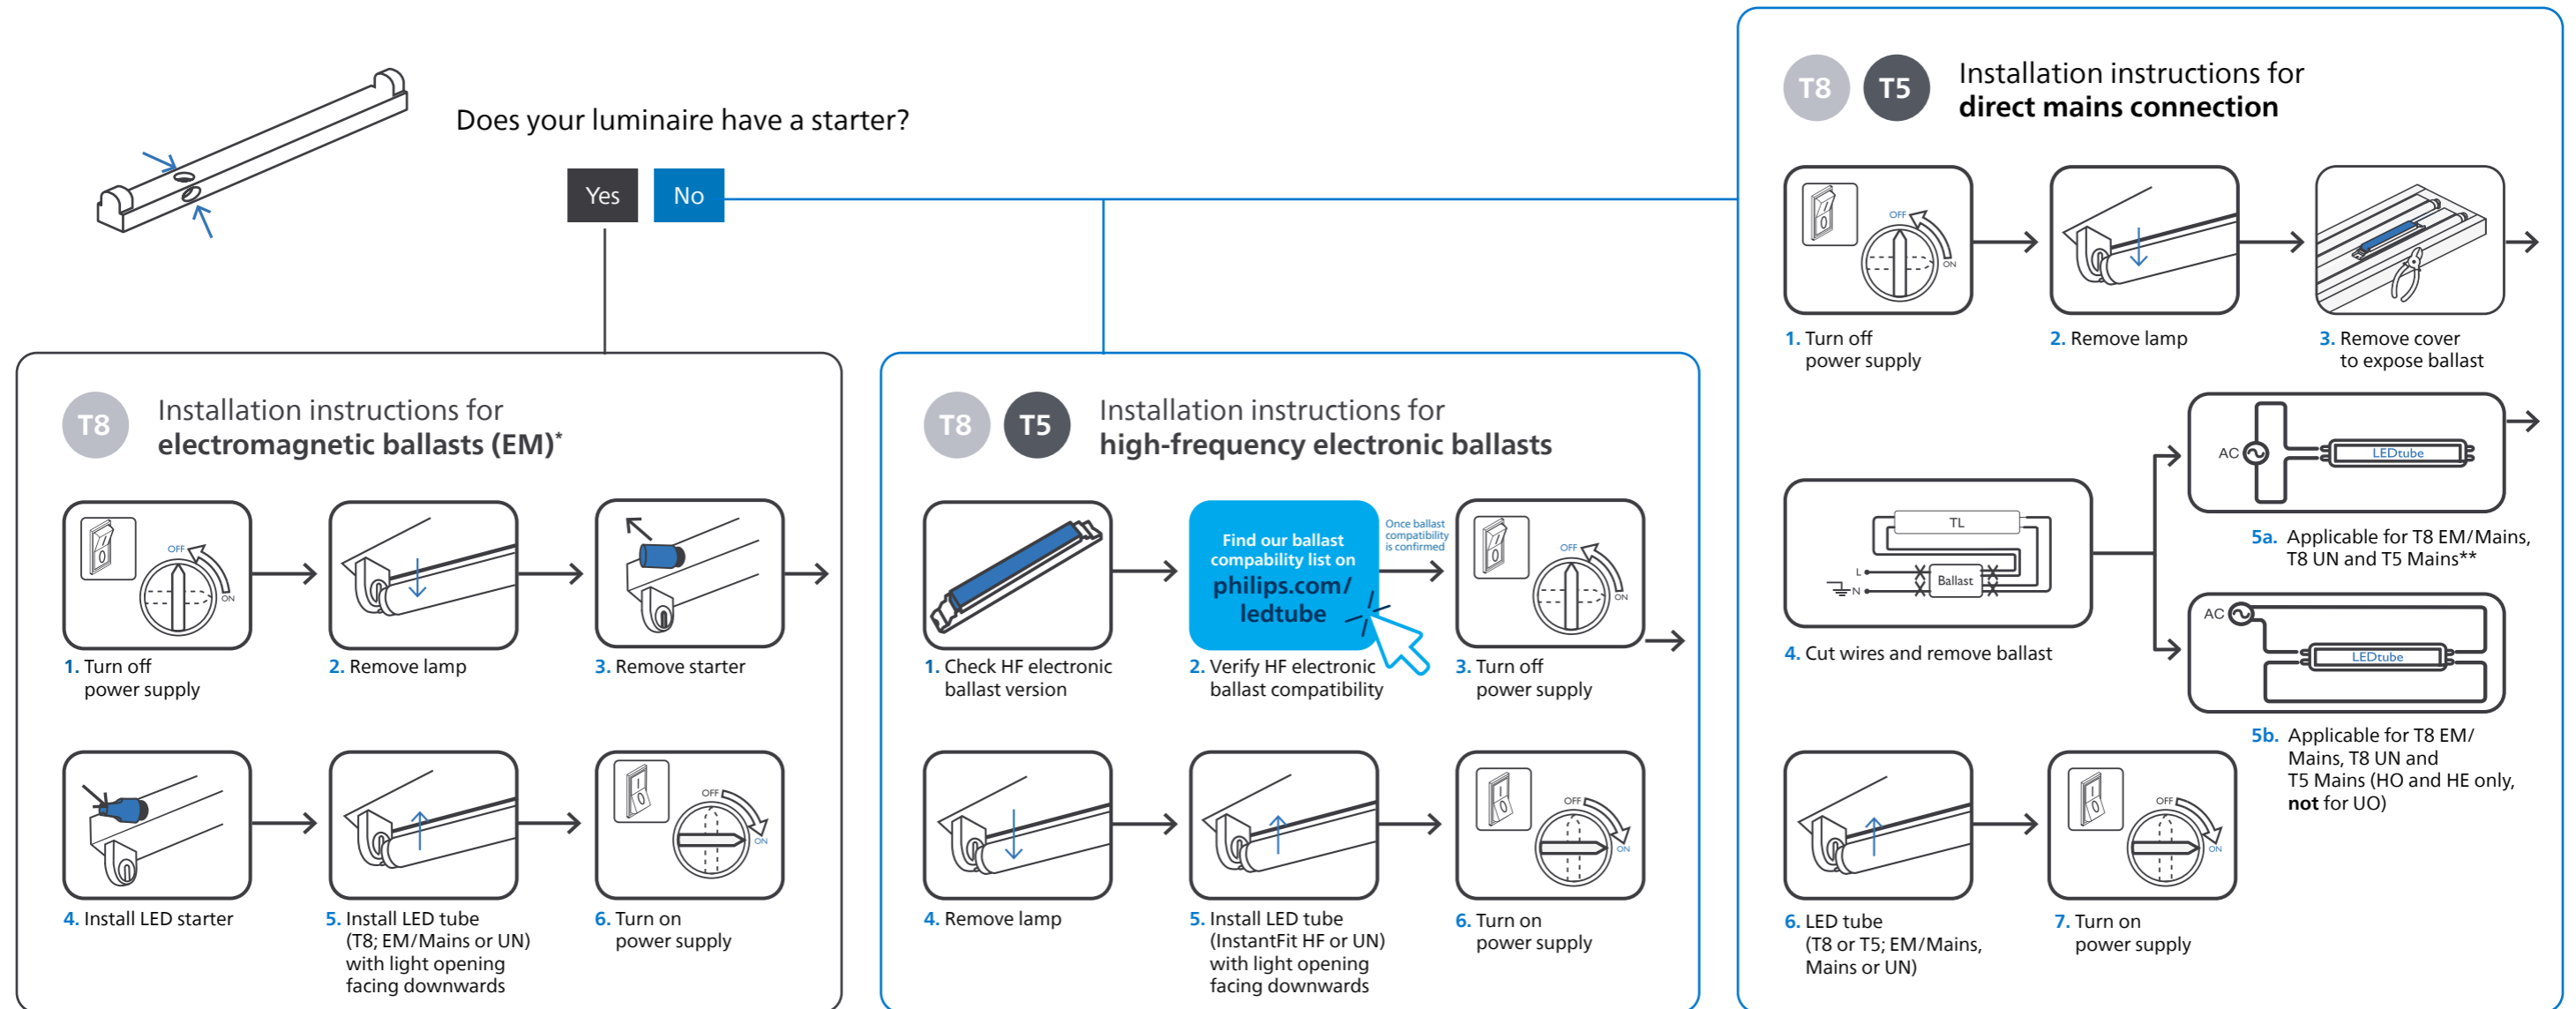 Does your luminaire have a starter?
Yes
No
T8
Installation instructions for
electromagnetic ballasts (EM)*
OFF
ON
1. Turn off
power supply
2. Remove lamp
3. Remove starter
4. Install LED starter
5. Install LED tube
(T8; EM/Mains or UN)
with light opening
facing downwards
OFF
ON
6. Turn on
power supply
T8
T5
Installation instructions for
high-frequency electronic ballasts
1. Check HF electronic
ballast version
Find our ballast
compability list on
philips.com/
ledtube
2. Verify HF electronic
ballast compatibility
Once ballast
compatibility
is confirmed
OFF
ON
3. Turn off
power supply
4. Remove lamp
5. Install LED tube
(InstantFit HF or UN)
with light opening
facing downwards
OFF
ON
6. Turn on
power supply
T8
T5
Installation instructions for
direct mains connection
OFF
ON
1. Turn off
power supply
2. Remove lamp
3. Remove cover
to expose ballast
TL
L
N
Ballast
4. Cut wires and remove ballast
AC
LEDtube
5a. Applicable for T8 EM/Mains,
T8 UN and T5 Mains**
AC
LEDtube
5b. Applicable for T8 EM/
Mains, T8 UN and
T5 Mains (HO and HE only,
not for UO)
6. LED tube
(T8 or T5; EM/Mains,
Mains or UN)
OFF
ON
7. Turn on
power supply